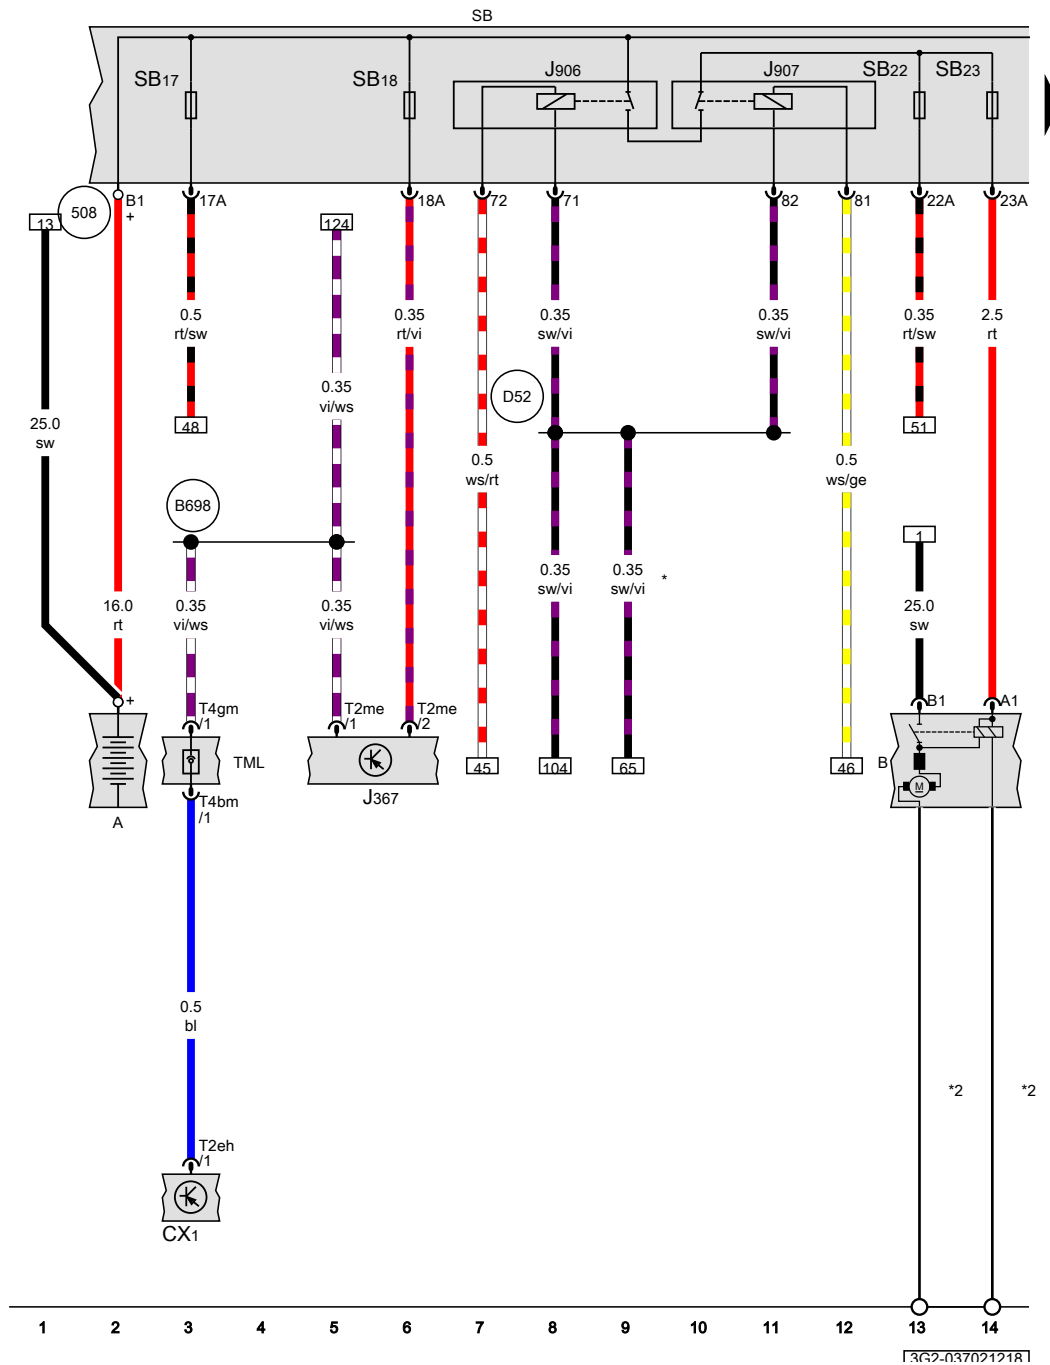 SB
SB17
SB18
J906
J907
SB22
SB23
508
B1
+
17A
18A
72
71
82
81
22A
23A
13
124
0.5
rt/sw
0.35
rt/vi
0.35
sw/vi
0.35
sw/vi
0.35
rt/sw
2.5
rt
0.35
vi/ws
D52
25.0
sw
48
51
0.5
ws/rt
0.5
ws/ge
B698
1
0.35
sw/vi
0.35
sw/vi
*
16.0
rt
0.35
vi/ws
0.35
vi/ws
25.0
sw
+
T4gm
/1
T2me
/1
T2me
/2
B1
A1
TML
45
104
65
46
B
M
A
T4bm
/1
J367
0.5
bl
*2
*2
T2eh
/1
CX1
1 2 3 4 5 6 7 8 9 10 11 12 13 14
3G2-037021218